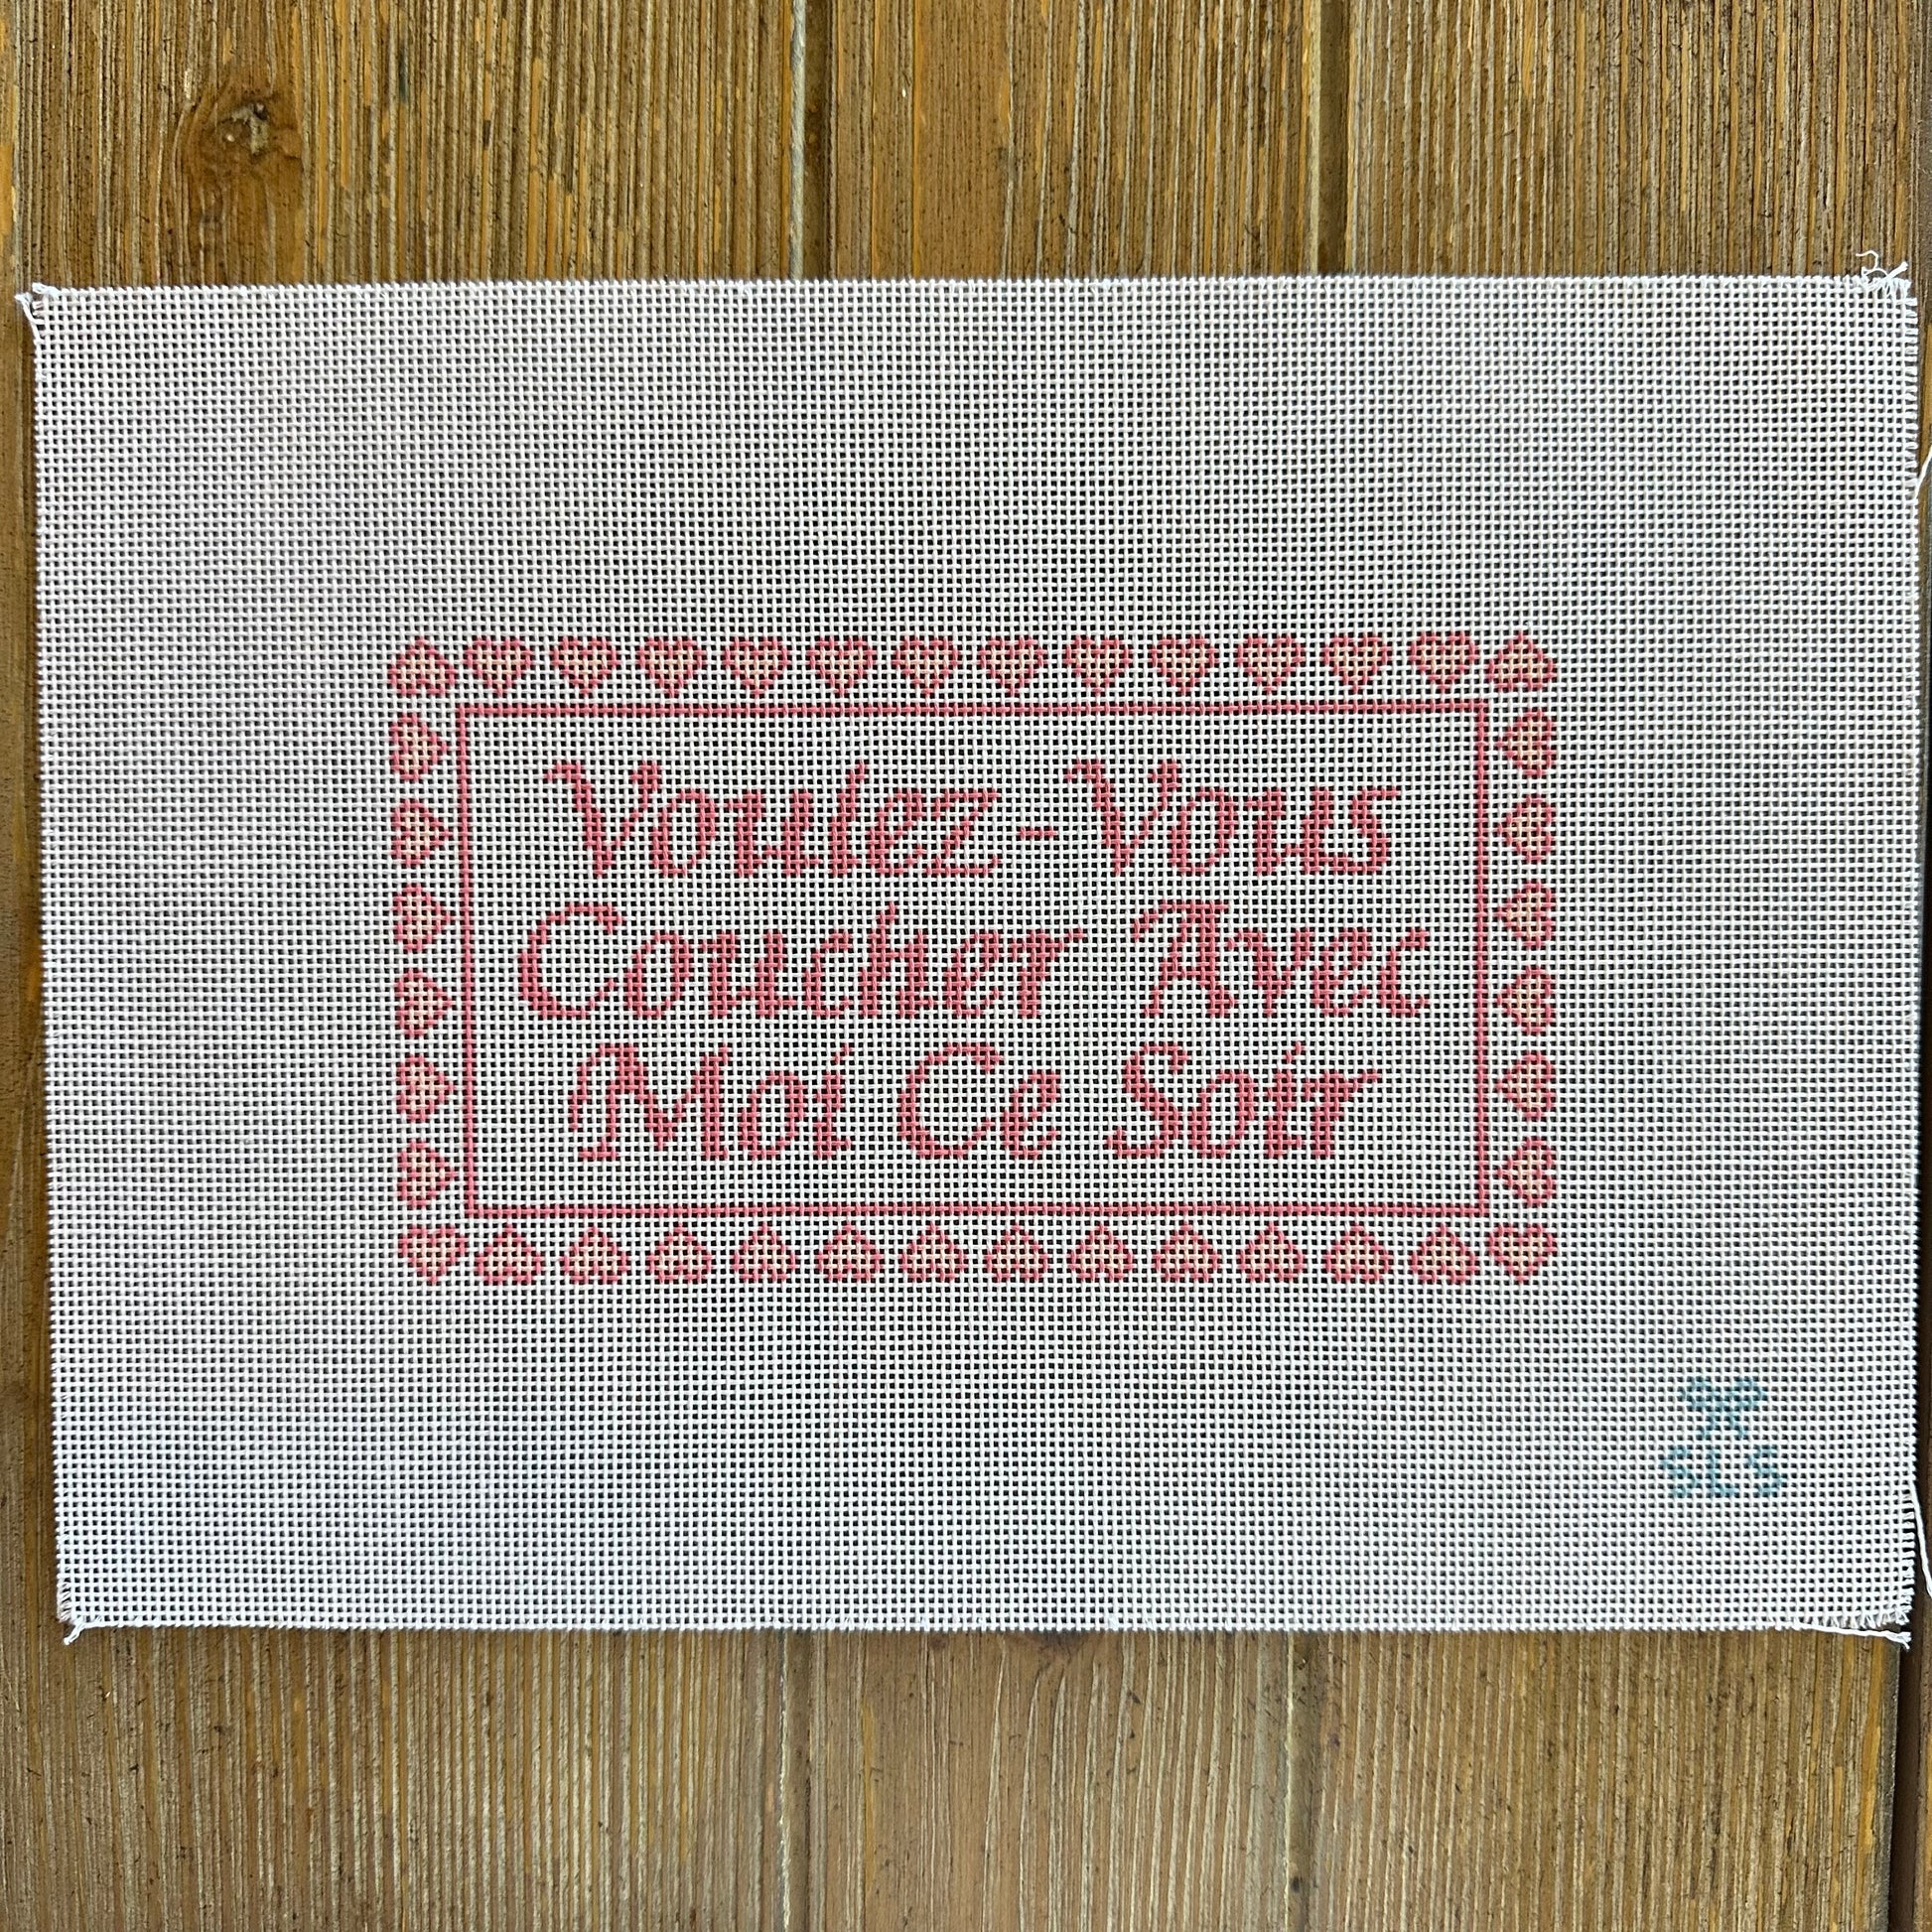 Voulez-Vous
Coucher Avec
Moi Ce Soir
SLS